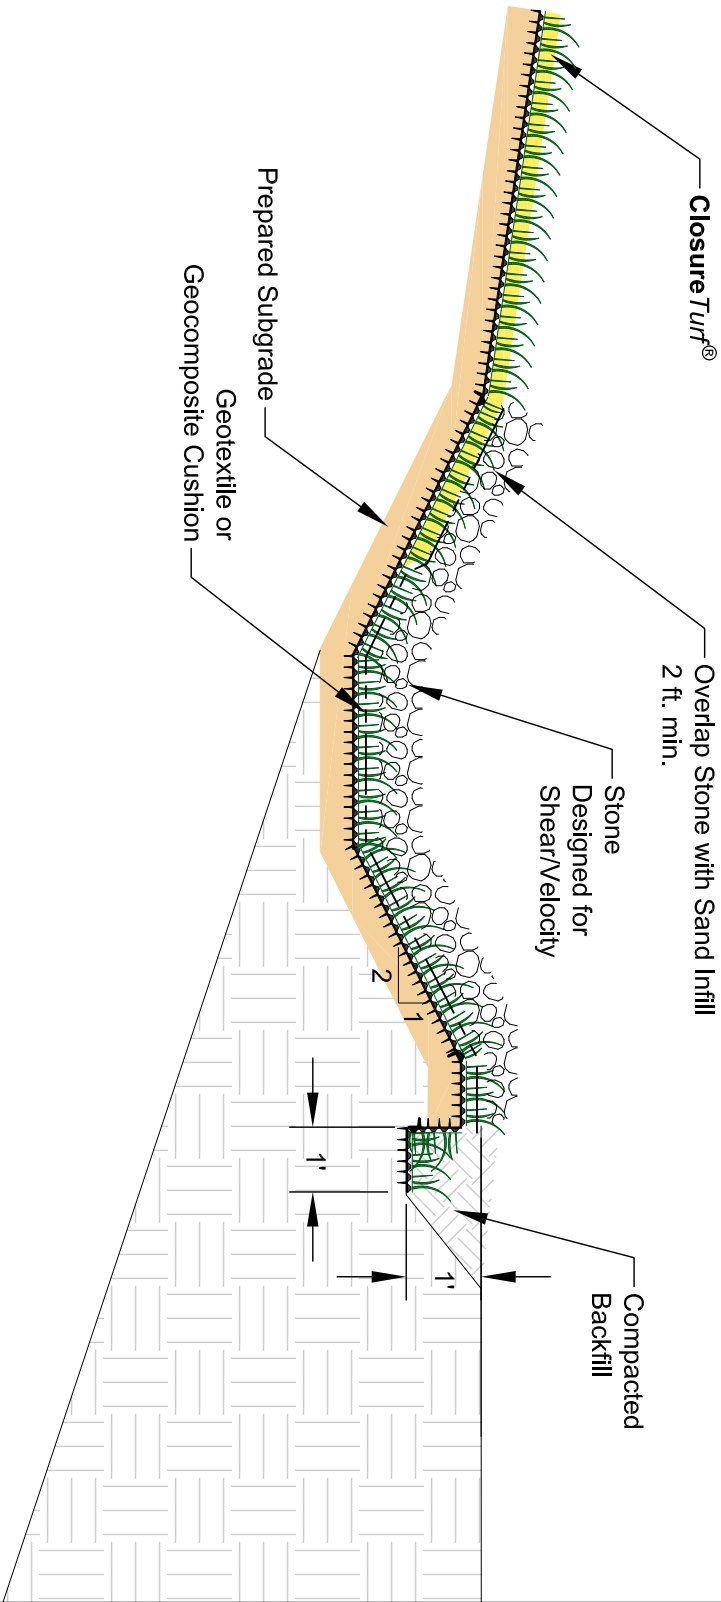 ClosureTurf®
Overlap Stone with Sand Infill
2 ft. min.
Stone
Designed for
Shear/Velocity
Compacted
Backfill
Prepared Subgrade
Geotextile or
Geocomposite Cushion
2
1
1'
1'